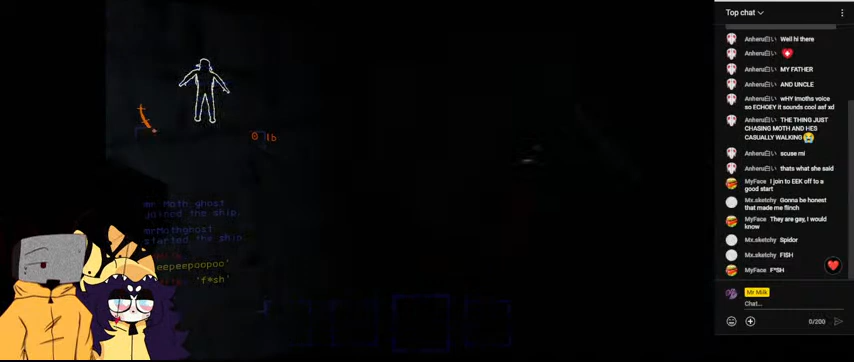 Top chat
Anheru白い Well hi there
Anheru白い
Anheru白い MY FATHER
Anheru白い AND UNCLE
Anheru白い wHY Imoths voice
so ECHOEY it sounds cool asf xd
Anheru白い THE THING JUST
CHASING MOTH AND HES
CASUALLY WALKING😭
Anheru白い scuse mi
Anheru白い thats what she said
MyFace I join to EEK off to a
good start
Mx.sketchy Gonna be honest
that made me flinch
MyFace They are gay, I would
know
Mx.sketchy Spidor
Mx.sketchy FISH
MyFace F*SH
Mr Milk
Chat...
0/200
0 lb
mr Moth ghost
joined the ship.
mrMothghost
started the ship.
eepeepoopoo'
'f*sh'